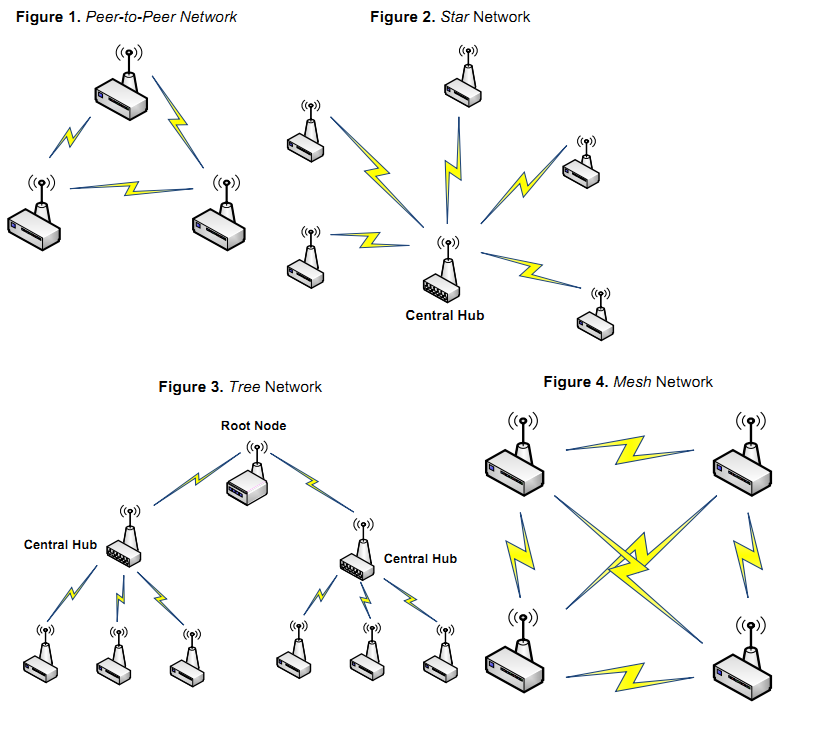 Figure 1. Peer-to-Peer Network
Figure 2. Star Network
Central Hub
Figure 3. Tree Network
Root Node
Central Hub
Central Hub
Figure 4. Mesh Network